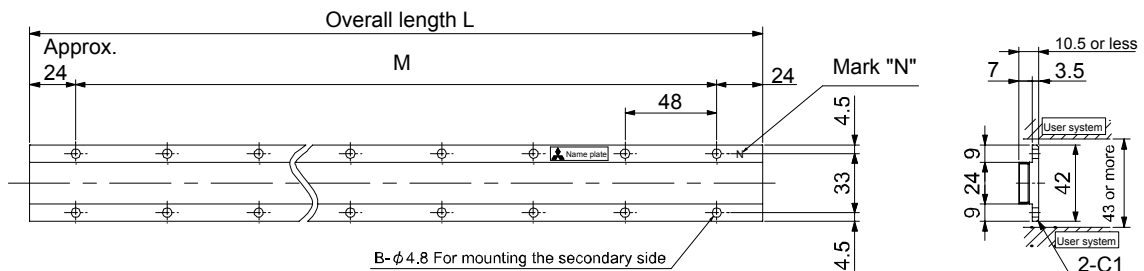 Overall length L
Approx.
24
M
24
48
Mark "N"
4.5
33
4.5
Name plate
N
B-ϕ4.8 For mounting the secondary side
10.5 or less
7
3.5
User system
9
24
9
42
43 or more
User system
2-C1